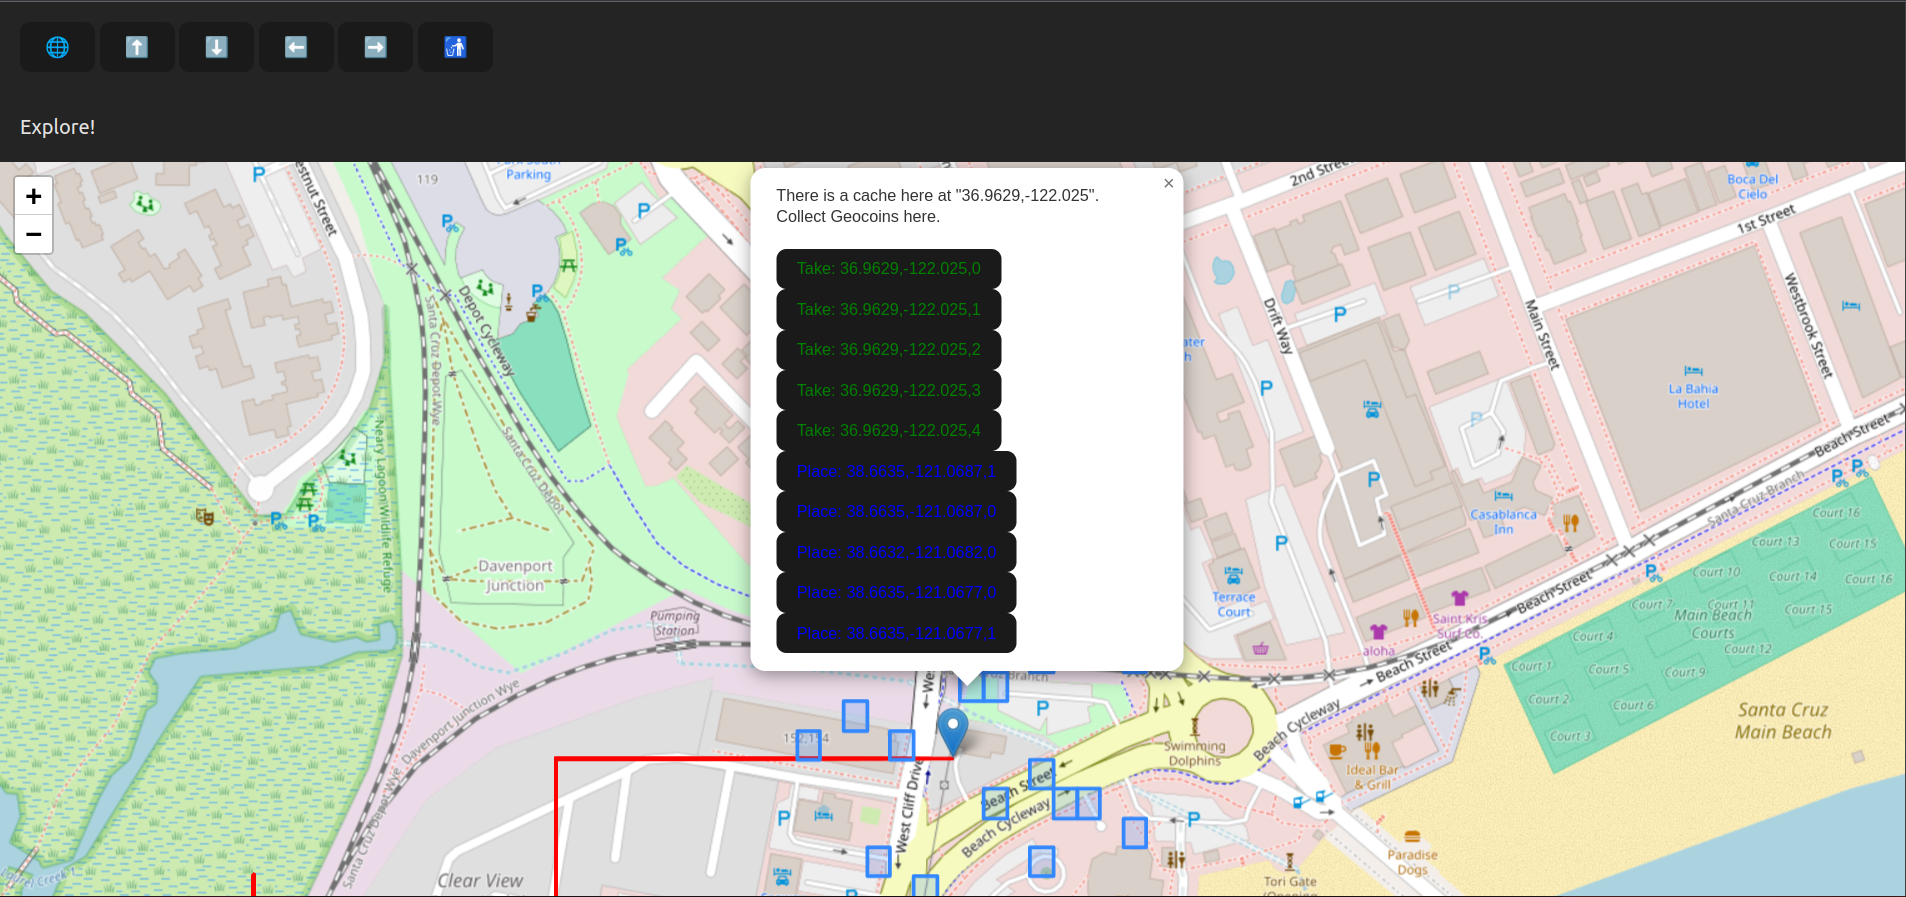 Explore!
+
−
There is a cache here at "36.9629,-122.025".
Collect Geocoins here.
×
Take: 36.9629,-122.025,0
Take: 36.9629,-122.025,1
Take: 36.9629,-122.025,2
Take: 36.9629,-122.025,3
Take: 36.9629,-122.025,4
Place: 38.6635,-121.0687,1
Place: 38.6635,-121.0687,0
Place: 38.6632,-121.0682,0
Place: 38.6635,-121.0677,0
Place: 38.6635,-121.0677,1
119
Parking
estnut Street
Depot Cycleway
Santa Cruz Depot Wye
Santa Cruz Depot
Neary Lagoon Wildlife Refuge
Davenport
Junction
Pumping
Station
Davenport Junction Wye
Santa Cruz Depot Wye
Davenport Junction Wye
Clear View
West Cliff Drive
Beach Street
Beach Cycleway
Swimming
Dolphins
Beach Cycleway
Ideal Bar
& Grill
Paradise
Dogs
Tori Gate
Santa Cruz
Main Beach
2nd Street
1st Street
Boca Del
Cielo
Drift Way
Main Street
Westbrook Street
La Bahia
Hotel
Casablanca
Inn
Terrace
Court
Saint Kris
Surf Co.
aloha
Beach Street
Beach Street
Beach Street
Santa Cruz Branch
Main Beach
Courts
Court 1
Court 2
Court 3
Court 4
Court 5
Court 6
Court 7
Court 10
Court 11
Court 12
Court 13
Court 14
Court 15
Court 16
Court 15
Court 16